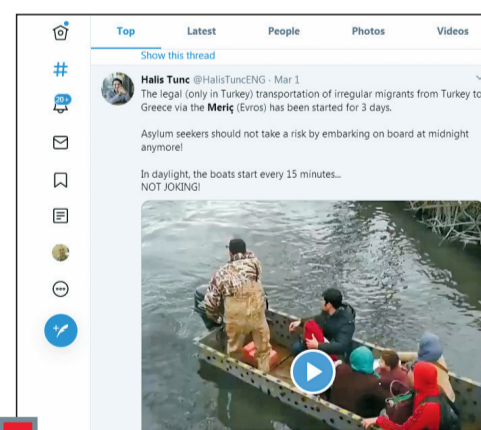 Top Latest People Photos Videos
Show this thread
#
20+
Halis Tunc @HalisTuncENG · Mar 1
The legal (only in Turkey) transportation of irregular migrants from Turkey to
Greece via the Meriç (Evros) has been started for 3 days.
Asylum seekers should not take a risk by embarking on board at midnight
anymore!
In daylight, the boats start every 15 minutes...
NOT JOKING!